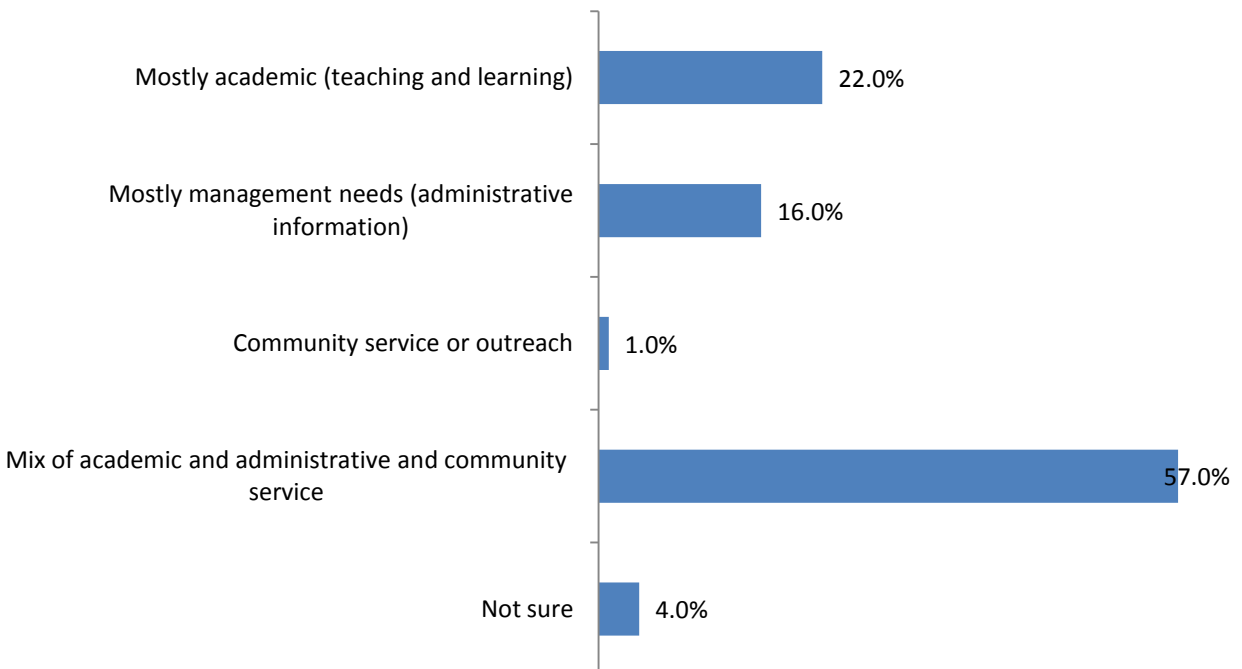 Mostly academic (teaching and learning)
22.0%
Mostly management needs (administrative
information)
16.0%
Community service or outreach
1.0%
Mix of academic and administrative and community
service
57.0%
Not sure
4.0%